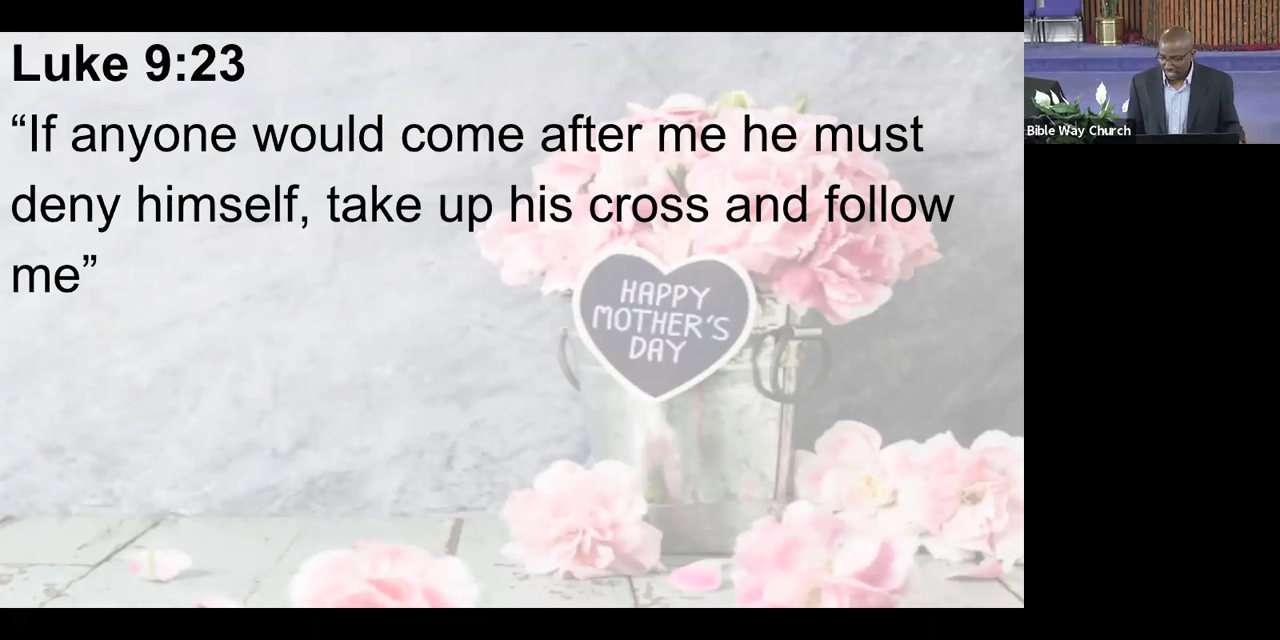 Luke 9:23
“If anyone would come after me he must
deny himself, take up his cross and follow
me”
HAPPY
MOTHER'S
DAY
Bible Way Church